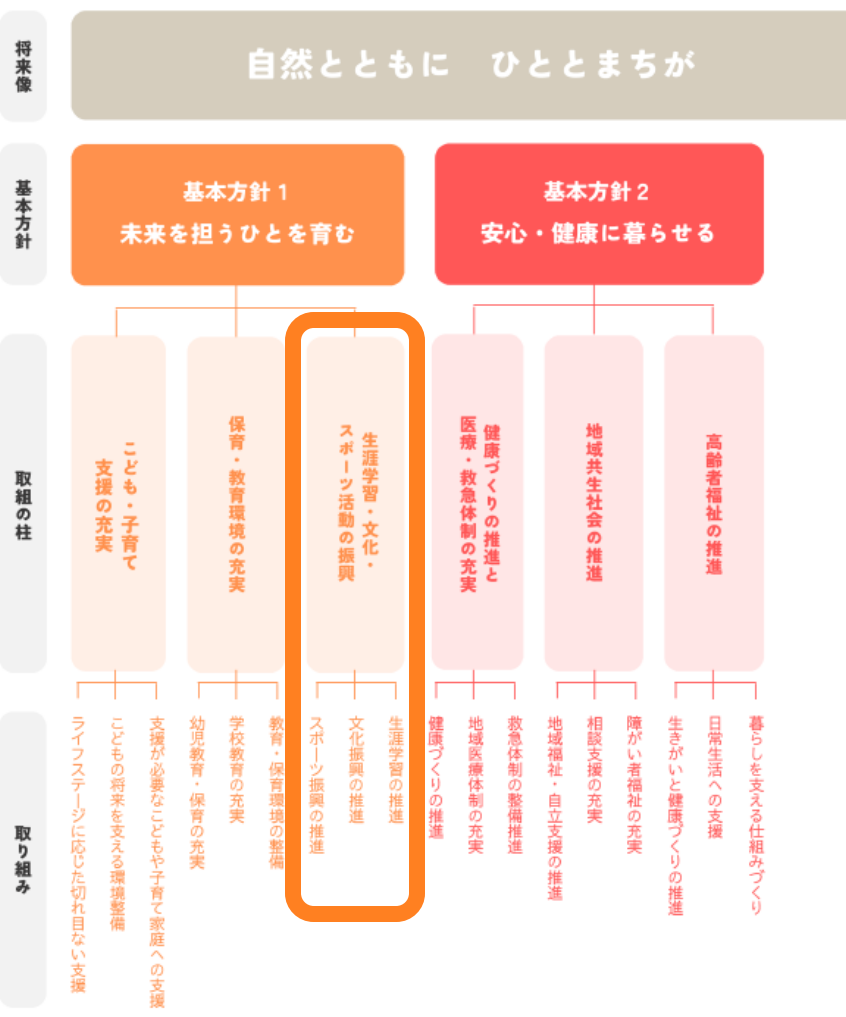 将来像
自然とともに　ひととまちが
基本方針
基本方針 1
未来を担うひとを育む
基本方針 2
安心・健康に暮らせる
取組の柱
こども・子育て
支援の充実
保育・教育環境の充実
生涯学習・文化・
スポーツ活動の振興
健康づくりの推進と
医療・救急体制の充実
地域共生社会の推進
高齢者福祉の推進
取り組み
ライフステージに応じた切れ目ない支援
こどもの将来を支える環境整備
支援が必要なこどもや子育て家庭への支援
幼児教育・保育の充実
学校教育の充実
教育・保育環境の整備
スポーツ振興の推進
文化振興の推進
生涯学習の推進
健康づくりの推進
地域医療体制の充実
救急体制の整備推進
地域福祉・自立支援の推進
相談支援の充実
障がい者福祉の充実
生きがいと健康づくりの推進
日常生活への支援
暮らしを支える仕組みづくり